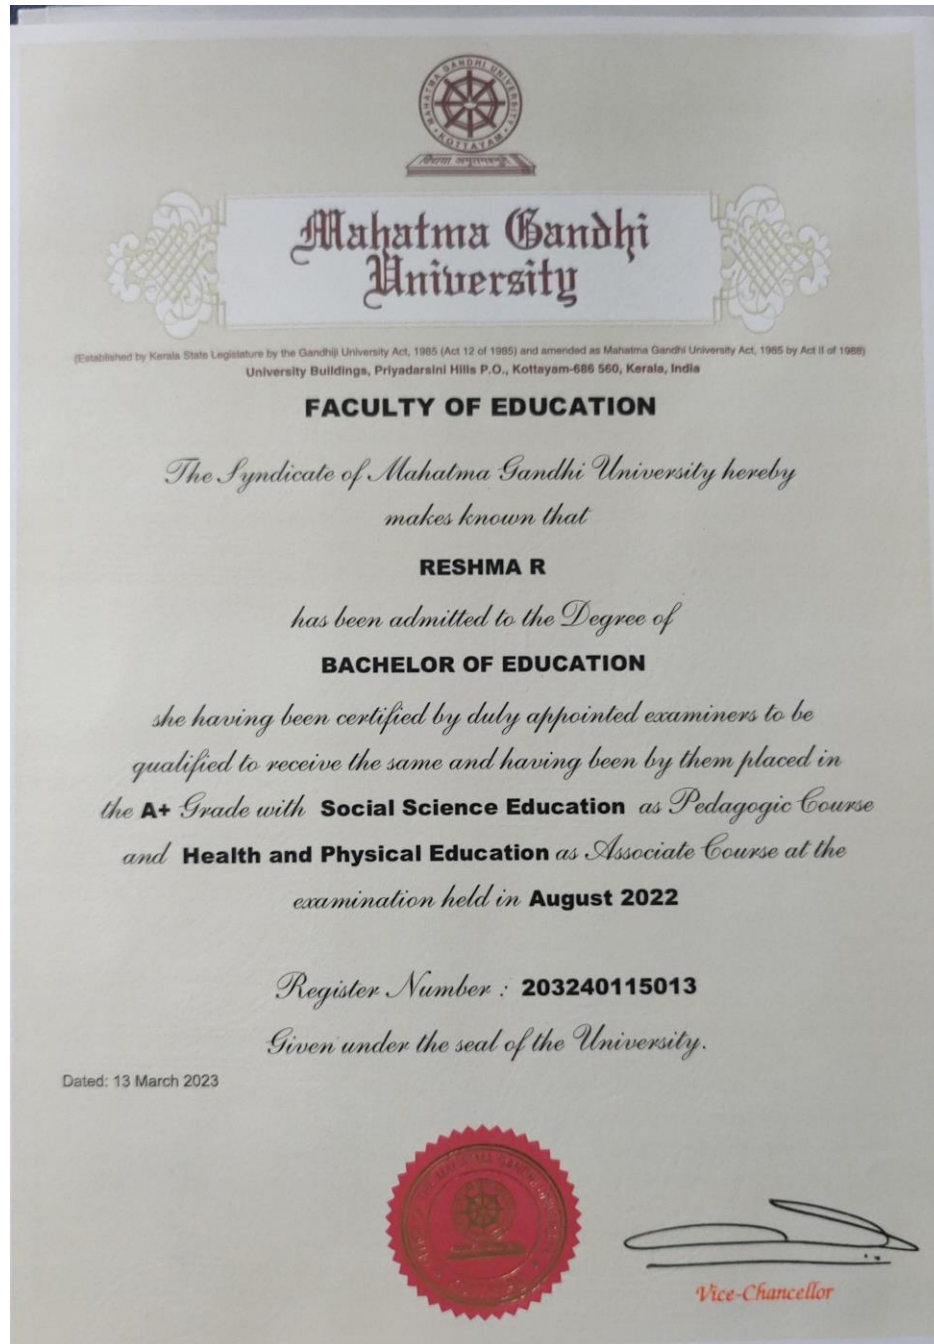 MAHATMA GANDHI UNIVERSITY
KOTTAYAM
Mahatma Gandhi
University
(Established by Kerala State Legislature by the Gandhiji University Act, 1985 (Act 12 of 1985) and amended as Mahatma Gandhi University Act, 1985 by Act II of 1988)
University Buildings, Priyadarsini Hills P.O., Kottayam-686 560, Kerala, India
FACULTY OF EDUCATION
The Syndicate of Mahatma Gandhi University hereby
makes known that
RESHMA R
has been admitted to the Degree of
BACHELOR OF EDUCATION
she having been certified by duly appointed examiners to be
qualified to receive the same and having been by them placed in
the A+ Grade with Social Science Education as Pedagogic Course
and Health and Physical Education as Associate Course at the
examination held in August 2022
Register Number : 203240115013
Given under the seal of the University.
Dated: 13 March 2023
Vice-Chancellor